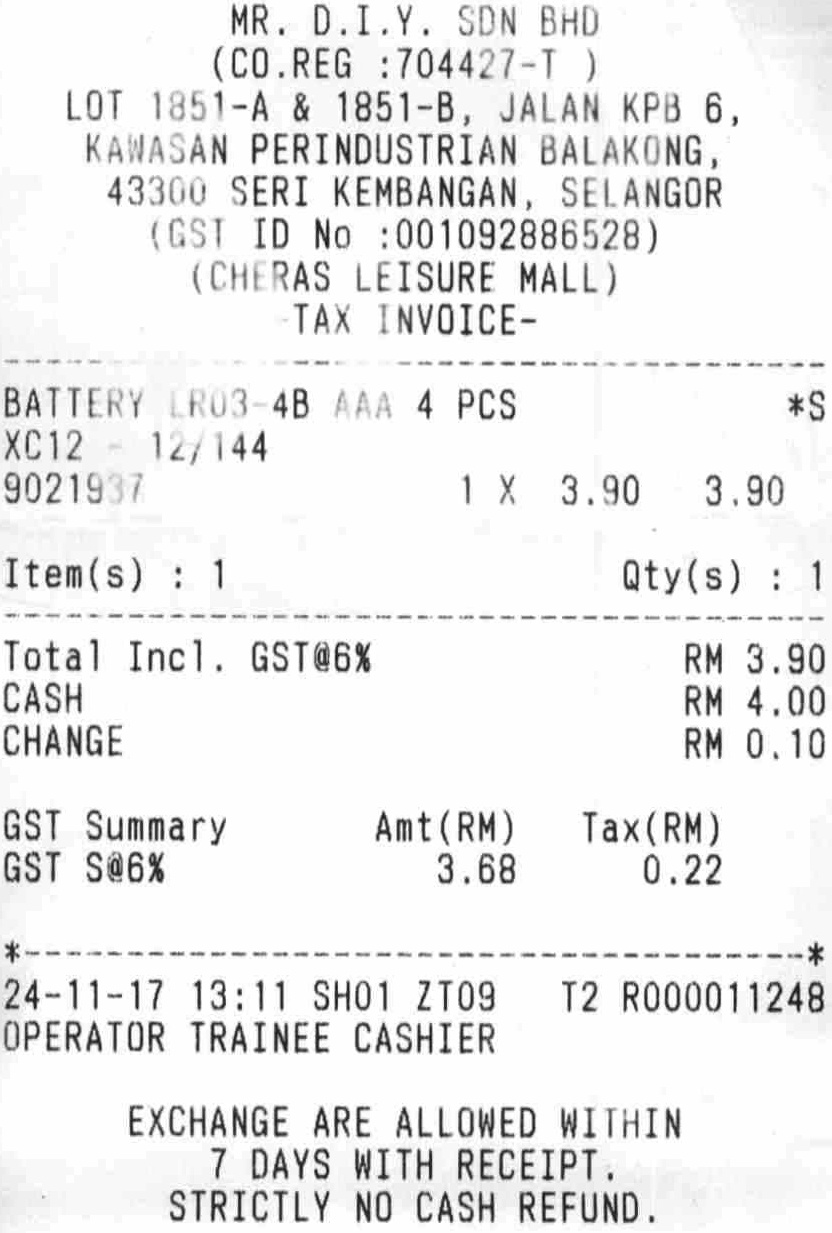 MR. D.I.Y. SDN BHD
(CO.REG :704427-T )
LOT 1851-A & 1851-B, JALAN KPB 6,
KAWASAN PERINDUSTRIAN BALAKONG,
43300 SERI KEMBANGAN, SELANGOR
(GST ID No :001092886528)
(CHERAS LEISURE MALL)
-TAX INVOICE-
BATTERY LR03-4B AAA 4 PCS *S
XC12 - 12/144
9021937 1 X 3.90 3.90
Item(s) : 1 Qty(s) : 1
Total Incl. GST@6% RM 3.90
CASH RM 4.00
CHANGE RM 0.10
GST Summary Amt(RM) Tax(RM)
GST S@6% 3.68 0.22
*--------------------------------------*
24-11-17 13:11 SH01 ZT09 T2 R000011248
OPERATOR TRAINEE CASHIER
EXCHANGE ARE ALLOWED WITHIN
7 DAYS WITH RECEIPT.
STRICTLY NO CASH REFUND.